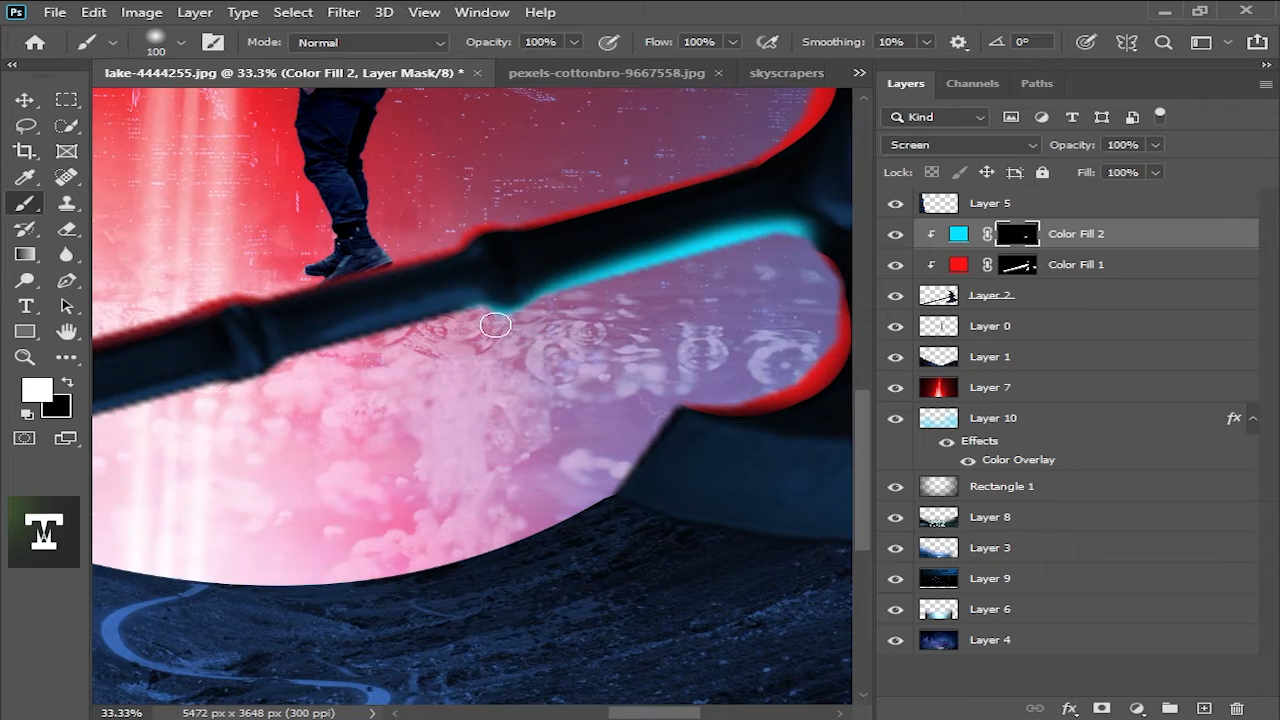 Ps File Edit Image Layer Type Select Filter 3D View Window Help
100 Mode: Normal Opacity: 100% Flow: 100% Smoothing: 10% 0°
lake-4444255.jpg @ 33.3% (Color Fill 2, Layer Mask/8) * × pexels-cottonbro-9667558.jpg × skyscrapers
Layers Channels Paths
Kind
Opacity: 100%
Lock: Fill: 100%
Layer 5
Color Fill 2
Color Fill 1
Layer 2
Layer 0
Layer 1
Layer 7
Layer 10 fx
Effects
Color Overlay
Rectangle 1
Layer 8
Layer 3
Layer 9
Layer 6
Layer 4
33.33% 5472 px x 3648 px (300 ppi)